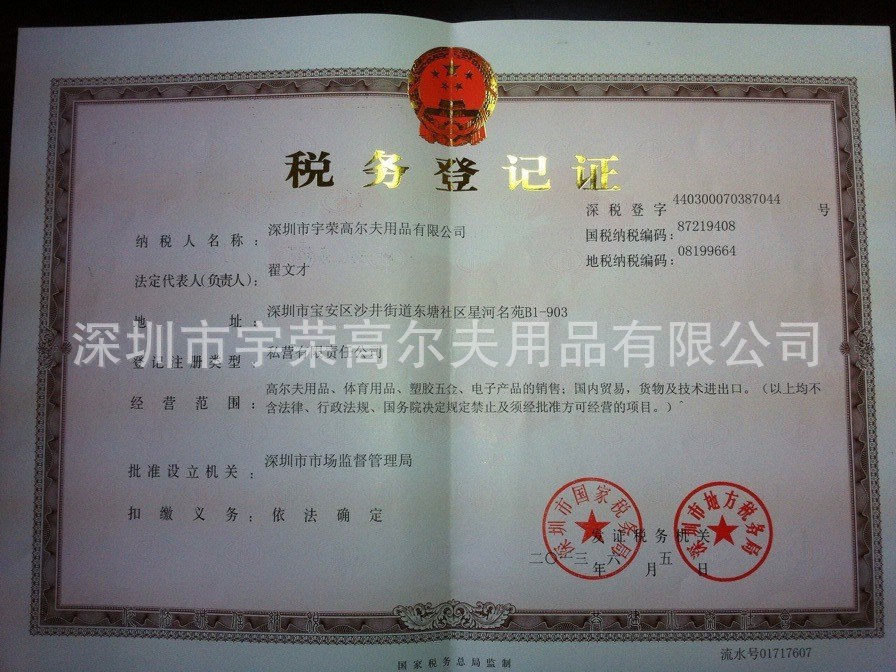 税务登记证
深税登字 440300070387044 号
国税纳税编码：87219408
地税纳税编码：08199664
纳税人名称：深圳市宇荣高尔夫用品有限公司
法定代表人(负责人)：翟文才
地址：深圳市宝安区沙井街道东塘社区星河名苑B1-903
深圳市宇荣高尔夫用品有限公司
登记注册类型：私营有限责任公司
经营范围：高尔夫用品、体育用品、塑胶五金、电子产品的销售；国内贸易，货物及技术进出口。（以上均不
含法律、行政法规、国务院决定规定禁止及须经批准方可经营的项目。）
批准设立机关：深圳市市场监督管理局
扣缴义务：依法确定
深圳市国家税务局
深圳市地方税务局
发证税务机关
二〇一三年六月五日
国家税务总局监制
流水号01717607